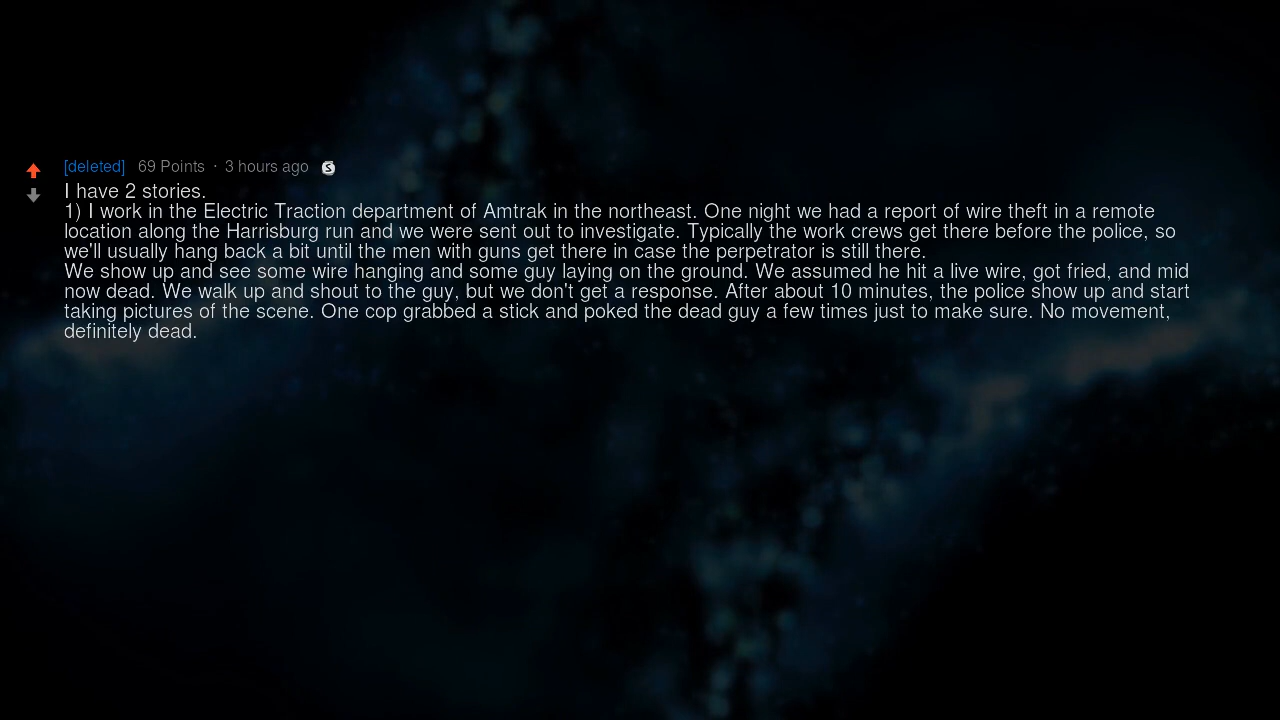 [deleted] 69 Points · 3 hours ago S
I have 2 stories.
1) I work in the Electric Traction department of Amtrak in the northeast. One night we had a report of wire theft in a remote
location along the Harrisburg run and we were sent out to investigate. Typically the work crews get there before the police, so
we'll usually hang back a bit until the men with guns get there in case the perpetrator is still there.
We show up and see some wire hanging and some guy laying on the ground. We assumed he hit a live wire, got fried, and mid
now dead. We walk up and shout to the guy, but we don't get a response. After about 10 minutes, the police show up and start
taking pictures of the scene. One cop grabbed a stick and poked the dead guy a few times just to make sure. No movement,
definitely dead.